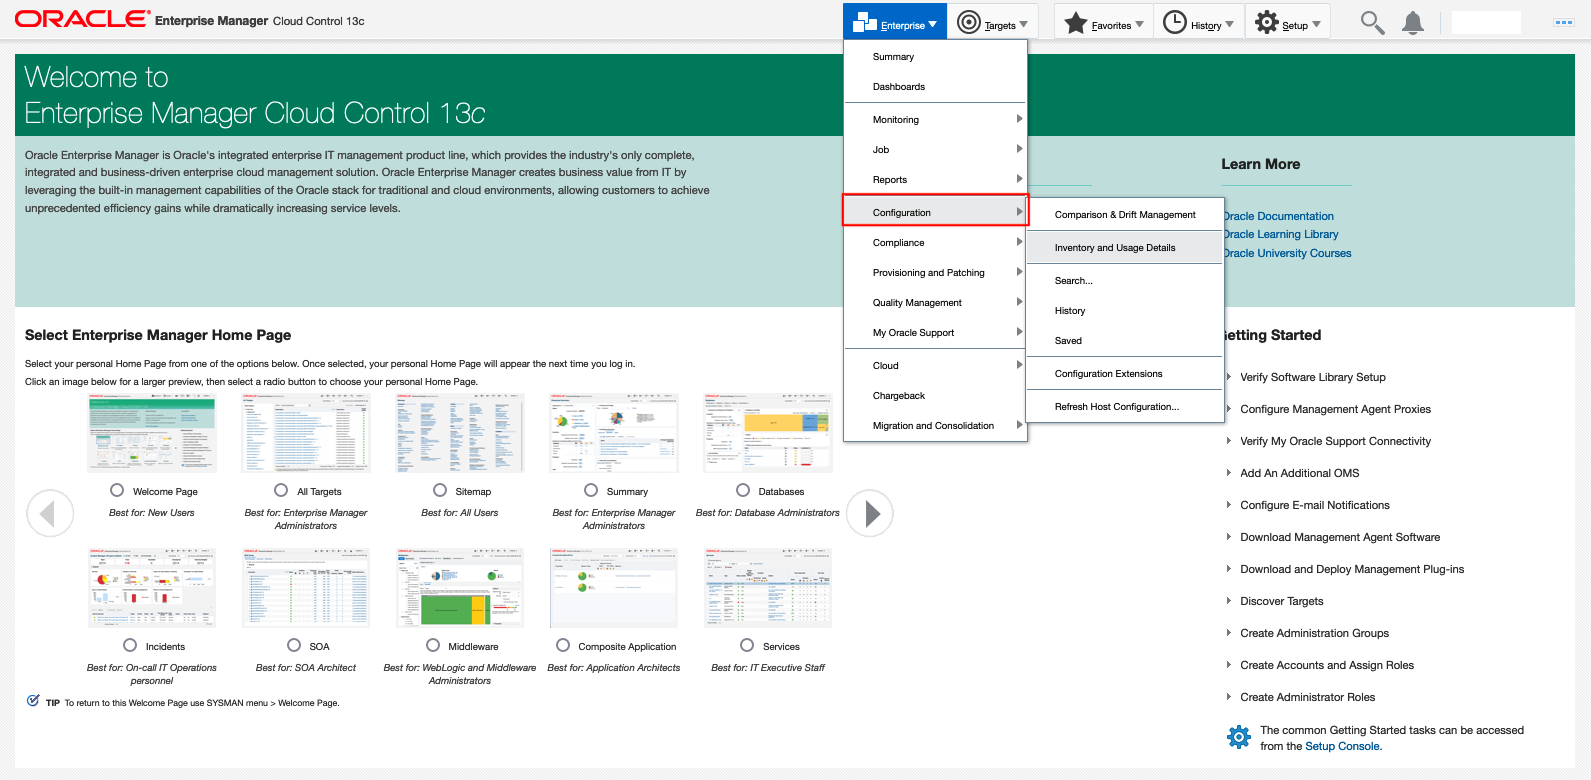 ORACLE® Enterprise Manager Cloud Control 13c
Enterprise
Targets
Favorites
History
Setup
Welcome to
Enterprise Manager Cloud Control 13c
Oracle Enterprise Manager is Oracle's integrated enterprise IT management product line, which provides the industry's only complete,
integrated and business-driven enterprise cloud management solution. Oracle Enterprise Manager creates business value from IT by
leveraging the built-in management capabilities of the Oracle stack for traditional and cloud environments, allowing customers to achieve
unprecedented efficiency gains while dramatically increasing service levels.
Summary
Dashboards
Monitoring
Job
Reports
Configuration
Compliance
Provisioning and Patching
Quality Management
My Oracle Support
Cloud
Chargeback
Migration and Consolidation
Comparison & Drift Management
Inventory and Usage Details
Search...
History
Saved
Configuration Extensions
Refresh Host Configuration...
Learn More
Oracle Documentation
Oracle Learning Library
Oracle University Courses
Select Enterprise Manager Home Page
Select your personal Home Page from one of the options below. Once selected, your personal Home Page will appear the next time you log in.
Click an image below for a larger preview, then select a radio button to choose your personal Home Page.
Welcome Page
Best for: New Users
All Targets
Best for: Enterprise Manager
Administrators
Sitemap
Best for: All Users
Summary
Best for: Enterprise Manager
Administrators
Databases
Best for: Database Administrators
Incidents
Best for: On-call IT Operations
personnel
SOA
Best for: SOA Architect
Middleware
Best for: WebLogic and Middleware
Administrators
Composite Application
Best for: Application Architects
Services
Best for: IT Executive Staff
TIP To return to this Welcome Page use SYSMAN menu > Welcome Page.
Getting Started
Verify Software Library Setup
Configure Management Agent Proxies
Verify My Oracle Support Connectivity
Add An Additional OMS
Configure E-mail Notifications
Download Management Agent Software
Download and Deploy Management Plug-ins
Discover Targets
Create Administration Groups
Create Accounts and Assign Roles
Create Administrator Roles
The common Getting Started tasks can be accessed
from the Setup Console.